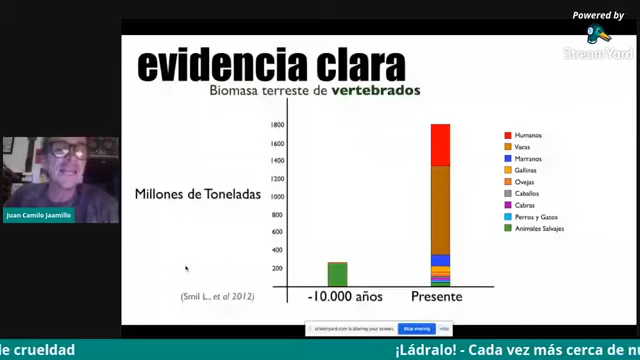 Powered by
StreamYard
evidencia clara
Biomasa terreste de vertebrados
1800
1600
1400
1200
1000
800
600
400
200
Millones de Toneladas
Humanos
Vacas
Marranos
Gallinas
Ovejas
Caballos
Cabras
Perros y Gatos
Animales Salvajes
Juan Camilo Jaamillo
(Smil L., et al 2012)
-10.000 años
Presente
streamyard.com is sharing your screen.
Stop sharing
Hide
de crueldad
¡Ládralo! - Cada vez más cerca de nu